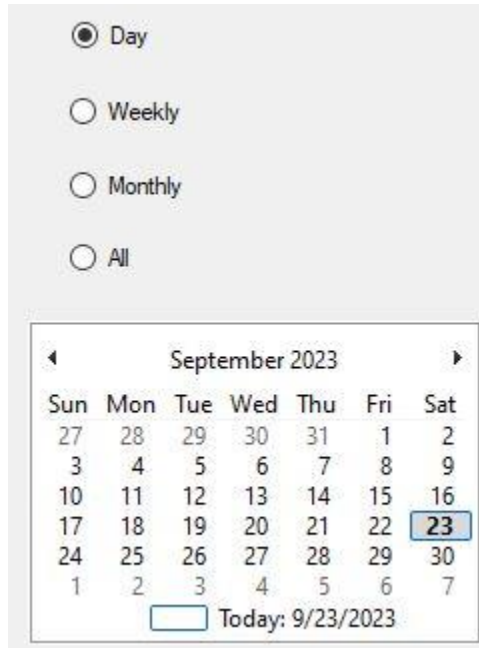 Day
Weekly
Monthly
All
September 2023
Sun Mon Tue Wed Thu Fri Sat
27 28 29 30 31 1 2
3 4 5 6 7 8 9
10 11 12 13 14 15 16
17 18 19 20 21 22 23
24 25 26 27 28 29 30
1 2 3 4 5 6 7
Today: 9/23/2023